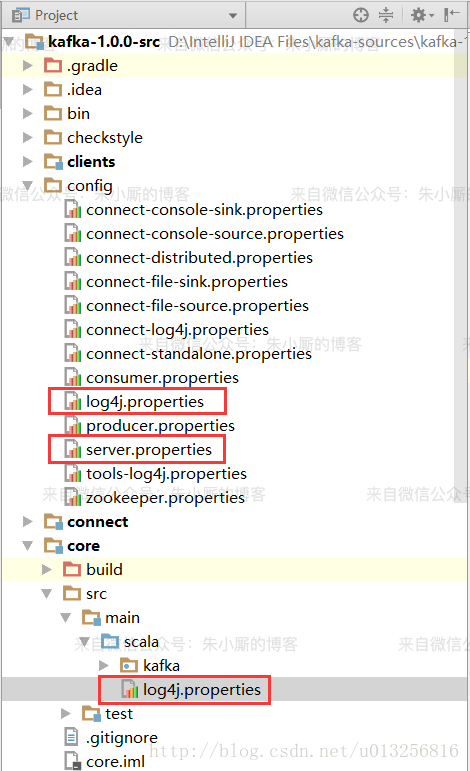 Project
kafka-1.0.0-src D:\IntelliJ IDEA Files\kafka-sources\kafka-1
.gradle
.idea
bin
checkstyle
clients
config
来自微信公众号：朱小厮的博客
来自微信公众号：朱小厮的博客
connect-console-sink.properties
connect-console-source.properties
connect-distributed.properties
connect-file-sink.properties
connect-file-source.properties
connect-log4j.properties
来自微信公众号：朱小厮的博客
connect-standalone.properties
consumer.properties
log4j.properties
producer.properties
server.properties
tools-log4j.properties
来自微信公众号：朱小厮的博客
来自微信公众号
zookeeper.properties
connect
core
build
src
main
scala
来自微信公众号：朱小厮的博客
来自微信公众
kafka
log4j.properties
test
.gitignore
http://blog.csdn.net/u013256816
core.iml